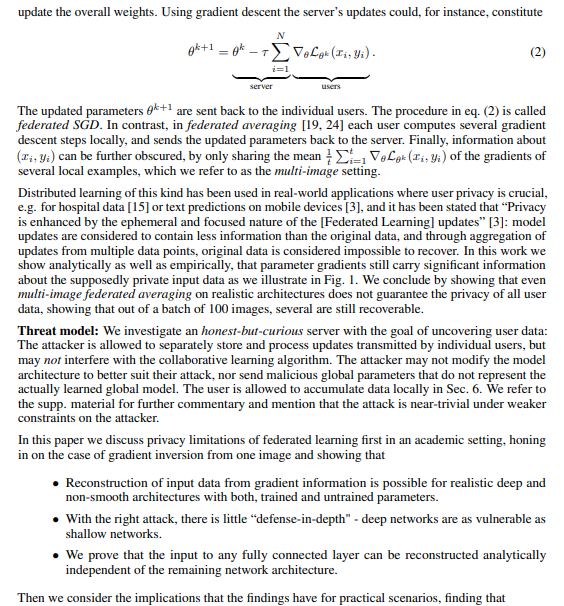 update the overall weights. Using gradient descent the server's updates could, for instance, constitute
θ^{k+1} = θ^k − τ ∑_{i=1}^{N} ∇_θ L_{θ^k}(x_i, y_i). (2)
server users
The updated parameters θ^{k+1} are sent back to the individual users. The procedure in eq. (2) is called
federated SGD. In contrast, in federated averaging [19, 24] each user computes several gradient
descent steps locally, and sends the updated parameters back to the server. Finally, information about
(x_i, y_i) can be further obscured, by only sharing the mean \frac{1}{t} ∑_{i=1}^{t} ∇_θ L_{θ^k}(x_i, y_i) of the gradients of
several local examples, which we refer to as the multi-image setting.
Distributed learning of this kind has been used in real-world applications where user privacy is crucial,
e.g. for hospital data [15] or text predictions on mobile devices [3], and it has been stated that “Privacy
is enhanced by the ephemeral and focused nature of the [Federated Learning] updates” [3]: model
updates are considered to contain less information than the original data, and through aggregation of
updates from multiple data points, original data is considered impossible to recover. In this work we
show analytically as well as empirically, that parameter gradients still carry significant information
about the supposedly private input data as we illustrate in Fig. 1. We conclude by showing that even
multi-image federated averaging on realistic architectures does not guarantee the privacy of all user
data, showing that out of a batch of 100 images, several are still recoverable.
Threat model: We investigate an honest-but-curious server with the goal of uncovering user data:
The attacker is allowed to separately store and process updates transmitted by individual users, but
may not interfere with the collaborative learning algorithm. The attacker may not modify the model
architecture to better suit their attack, nor send malicious global parameters that do not represent the
actually learned global model. The user is allowed to accumulate data locally in Sec. 6. We refer to
the supp. material for further commentary and mention that the attack is near-trivial under weaker
constraints on the attacker.
In this paper we discuss privacy limitations of federated learning first in an academic setting, honing
in on the case of gradient inversion from one image and showing that
• Reconstruction of input data from gradient information is possible for realistic deep and
non-smooth architectures with both, trained and untrained parameters.
• With the right attack, there is little “defense-in-depth" - deep networks are as vulnerable as
shallow networks.
• We prove that the input to any fully connected layer can be reconstructed analytically
independent of the remaining network architecture.
Then we consider the implications that the findings have for practical scenarios, finding that